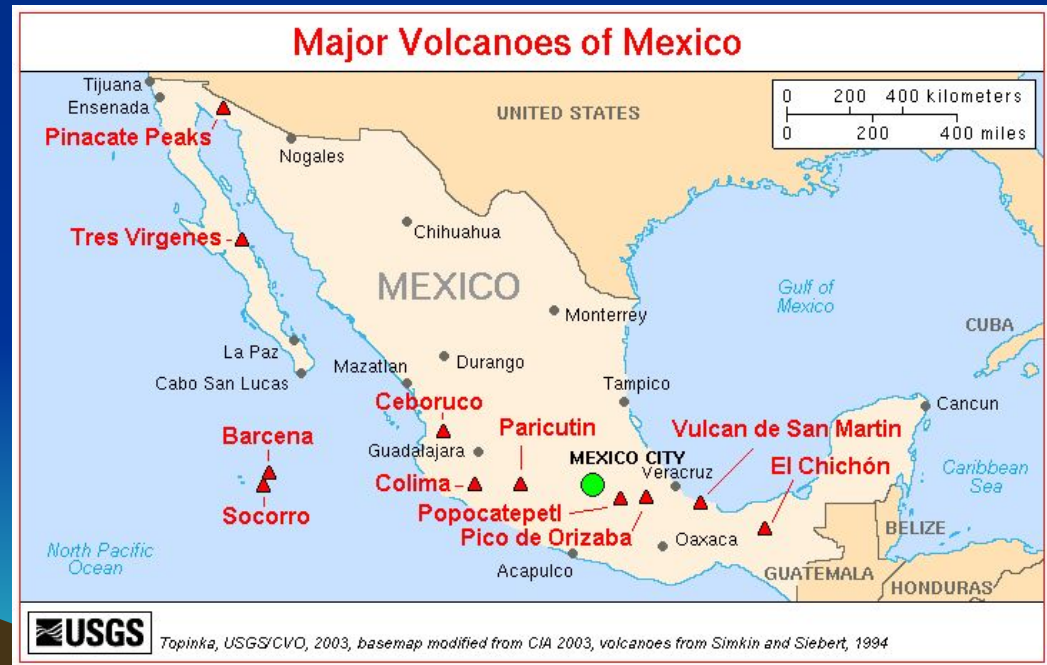 Major Volcanoes of Mexico
Tijuana
Ensenada
Pinacate Peaks
Nogales
UNITED STATES
0 200 400 kilometers
0 200 400 miles
Tres Virgenes
Chihuahua
MEXICO
Gulf of
Mexico
Monterrey
CUBA
La Paz
Cabo San Lucas
Mazatlan
Durango
Tampico
Cancun
Ceboruco
Guadalajara
Paricutin
MEXICO CITY
Vulcan de San Martin
Veracruz
El Chichón
Caribbean
Sea
Barcena
Socorro
Colima
Popocatepetl
Pico de Orizaba
Oaxaca
Acapulco
BELIZE
GUATEMALA
HONDURAS
North Pacific
Ocean
USGS
Topinka, USGS/CVO, 2003, basemap modified from CIA 2003, volcanoes from Simkin and Siebert, 1994